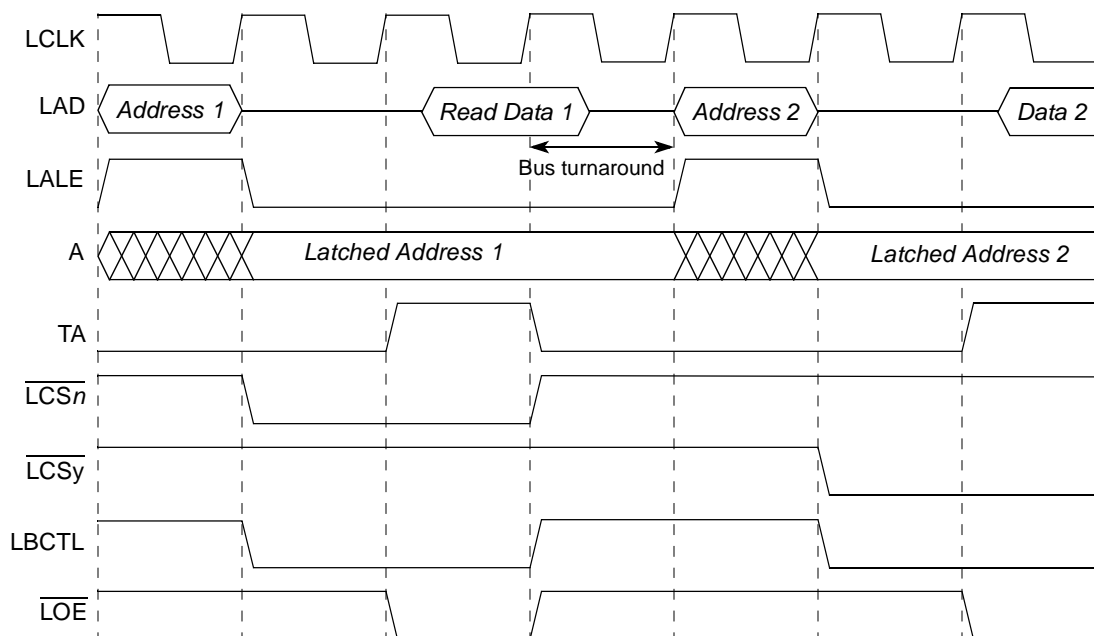 LCLK
LAD Address 1 Read Data 1 Address 2 Data 2
Bus turnaround
LALE
A Latched Address 1 Latched Address 2
TA
LCSn
LCSy
LBCTL
LOE